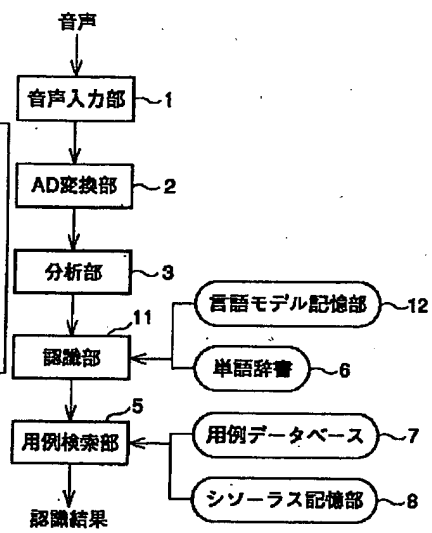 音声
音声入力部 1
AD変換部 2
分析部 3
11
言語モデル記憶部 12
認識部
単語辞書 6
5
用例検索部
用例データベース 7
シソーラス記憶部 8
認識結果